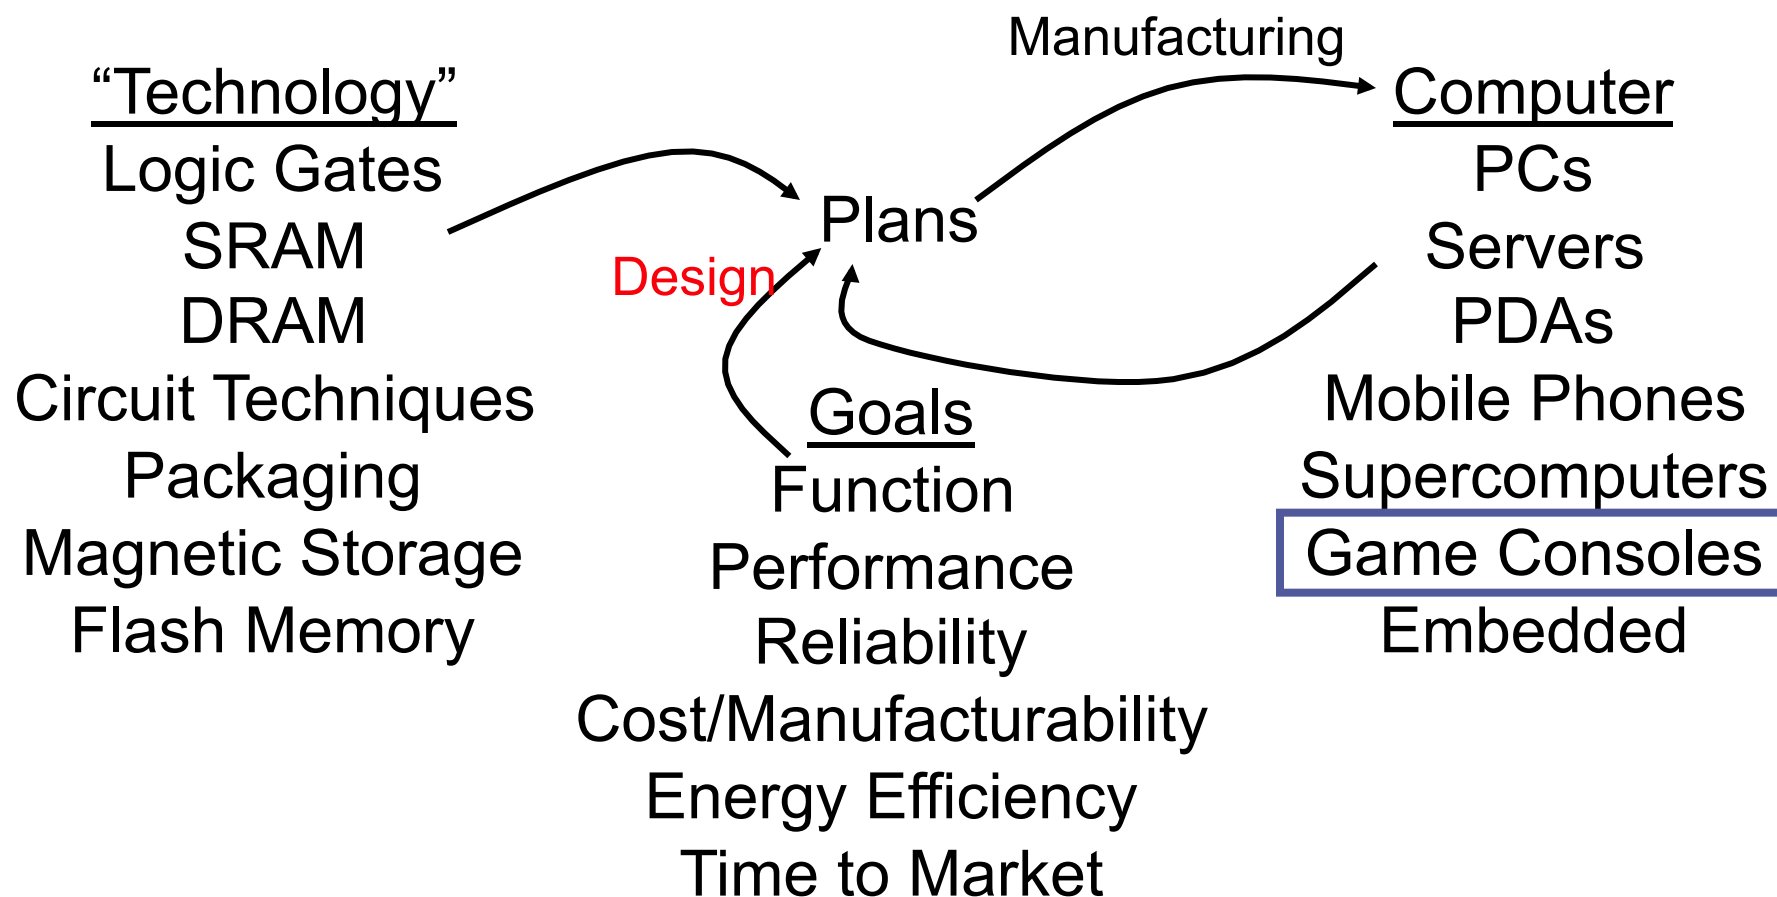 “Technology”
Logic Gates
SRAM
DRAM
Circuit Techniques
Packaging
Magnetic Storage
Flash Memory
Design
Plans
Goals
Function
Performance
Reliability
Cost/Manufacturability
Energy Efficiency
Time to Market
Manufacturing
Computer
PCs
Servers
PDAs
Mobile Phones
Supercomputers
Game Consoles
Embedded